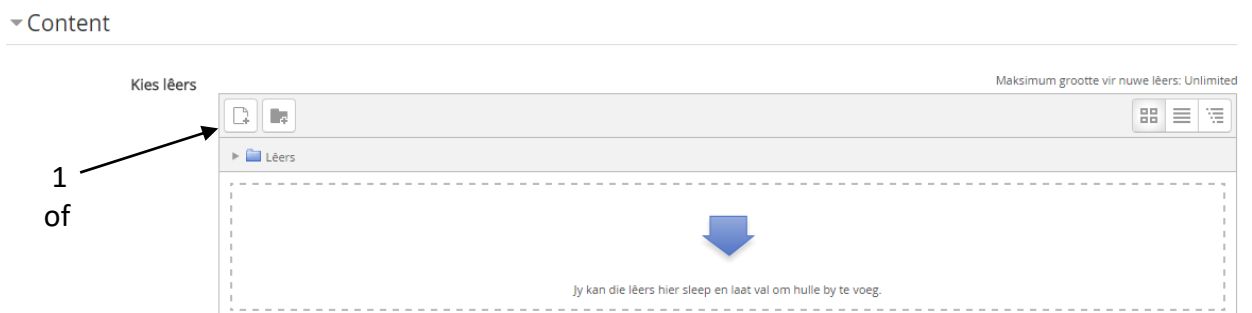 Content
Kies lêers
Maksimum grootte vir nuwe lêers: Unlimited
Lêers
1
of
Jy kan die lêers hier sleep en laat val om hulle by te voeg.